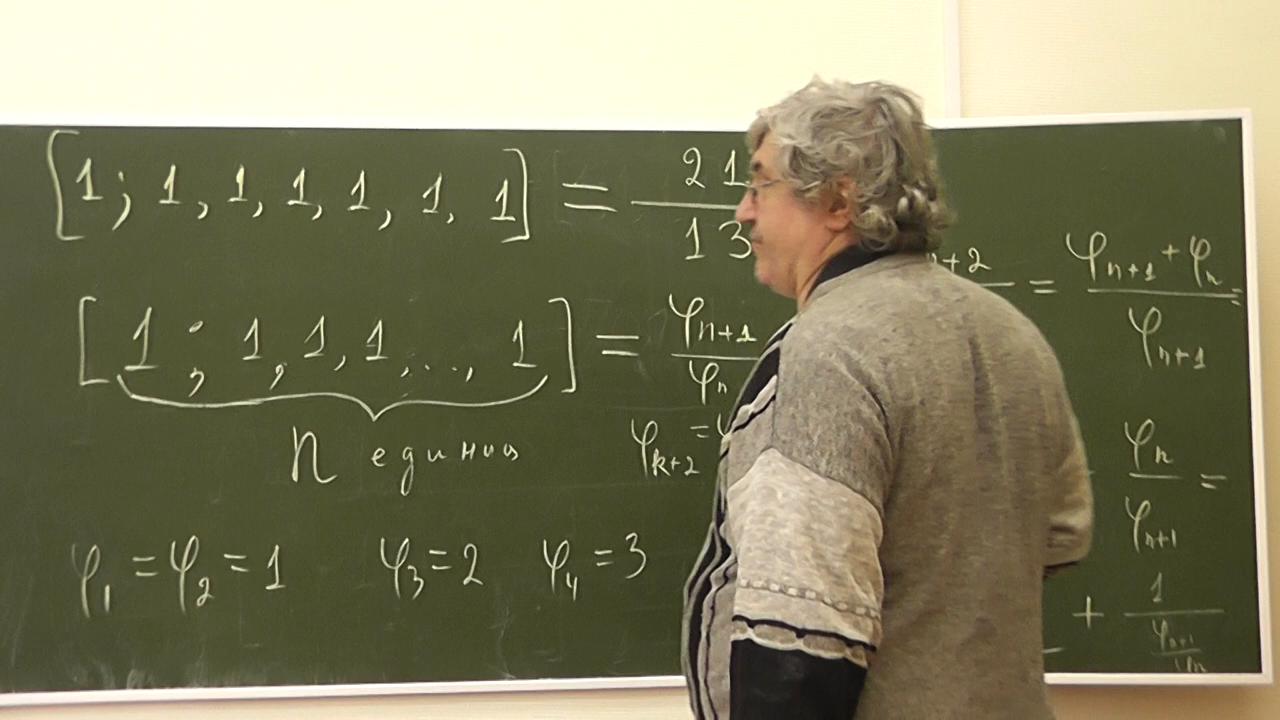 [1; 1, 1, 1, 1, 1, 1] = 21/13
[1; 1, 1, 1, ..., 1] = φₙ₊₁/φₙ
n единиц
φₖ₊₂ =
φ₁ = φ₂ = 1 φ₃ = 2 φ₄ = 3
n+2 = (φₙ₊₁ + φₙ)/φₙ₊₁ =
φₙ/φₙ₊₁ =
+ 1/(φₙ₊₁/φₙ)